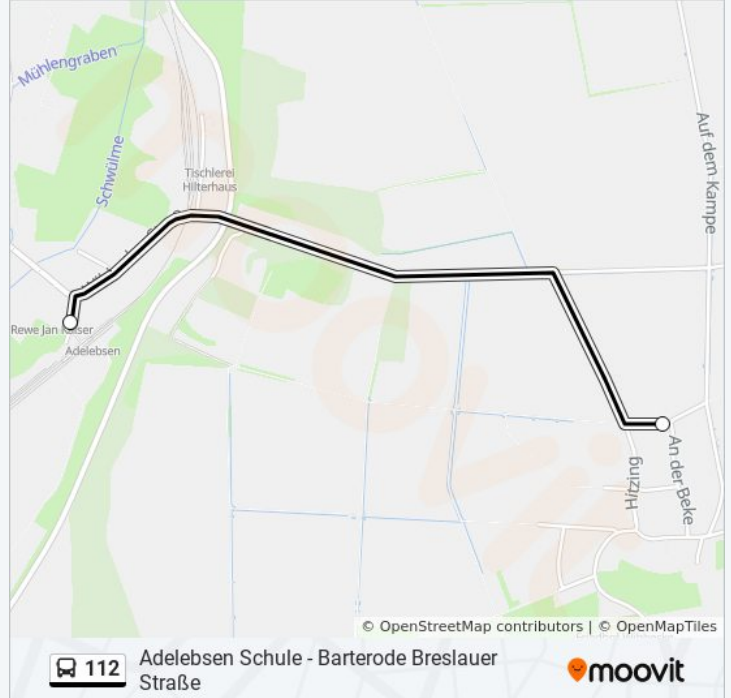 Mühlengraben
Schwülme
Tischlerei
Hilterhaus
Auf dem Kampe
Rewe Jan Kaiser
Adelebsen
An der Beke
Hitzing
© OpenStreetMap contributors | © OpenMapTiles
112
Adelebsen Schule - Barterode Breslauer
Straße
moovit